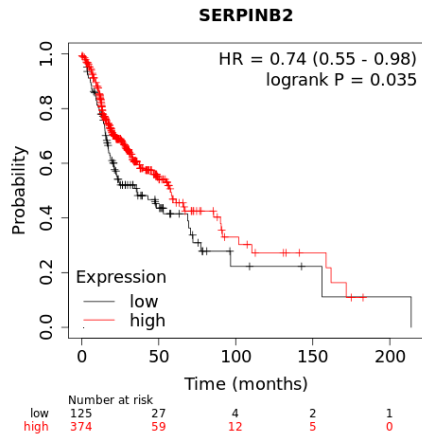 SERPINB2
HR = 0.74 (0.55 - 0.98)
logrank P = 0.035
1.0
0.8
0.6
0.4
0.2
0.0
Probability
Expression
low
high
0 50 100 150 200
Time (months)
Number at risk
low 125 27 4 2 1
high 374 59 12 5 0